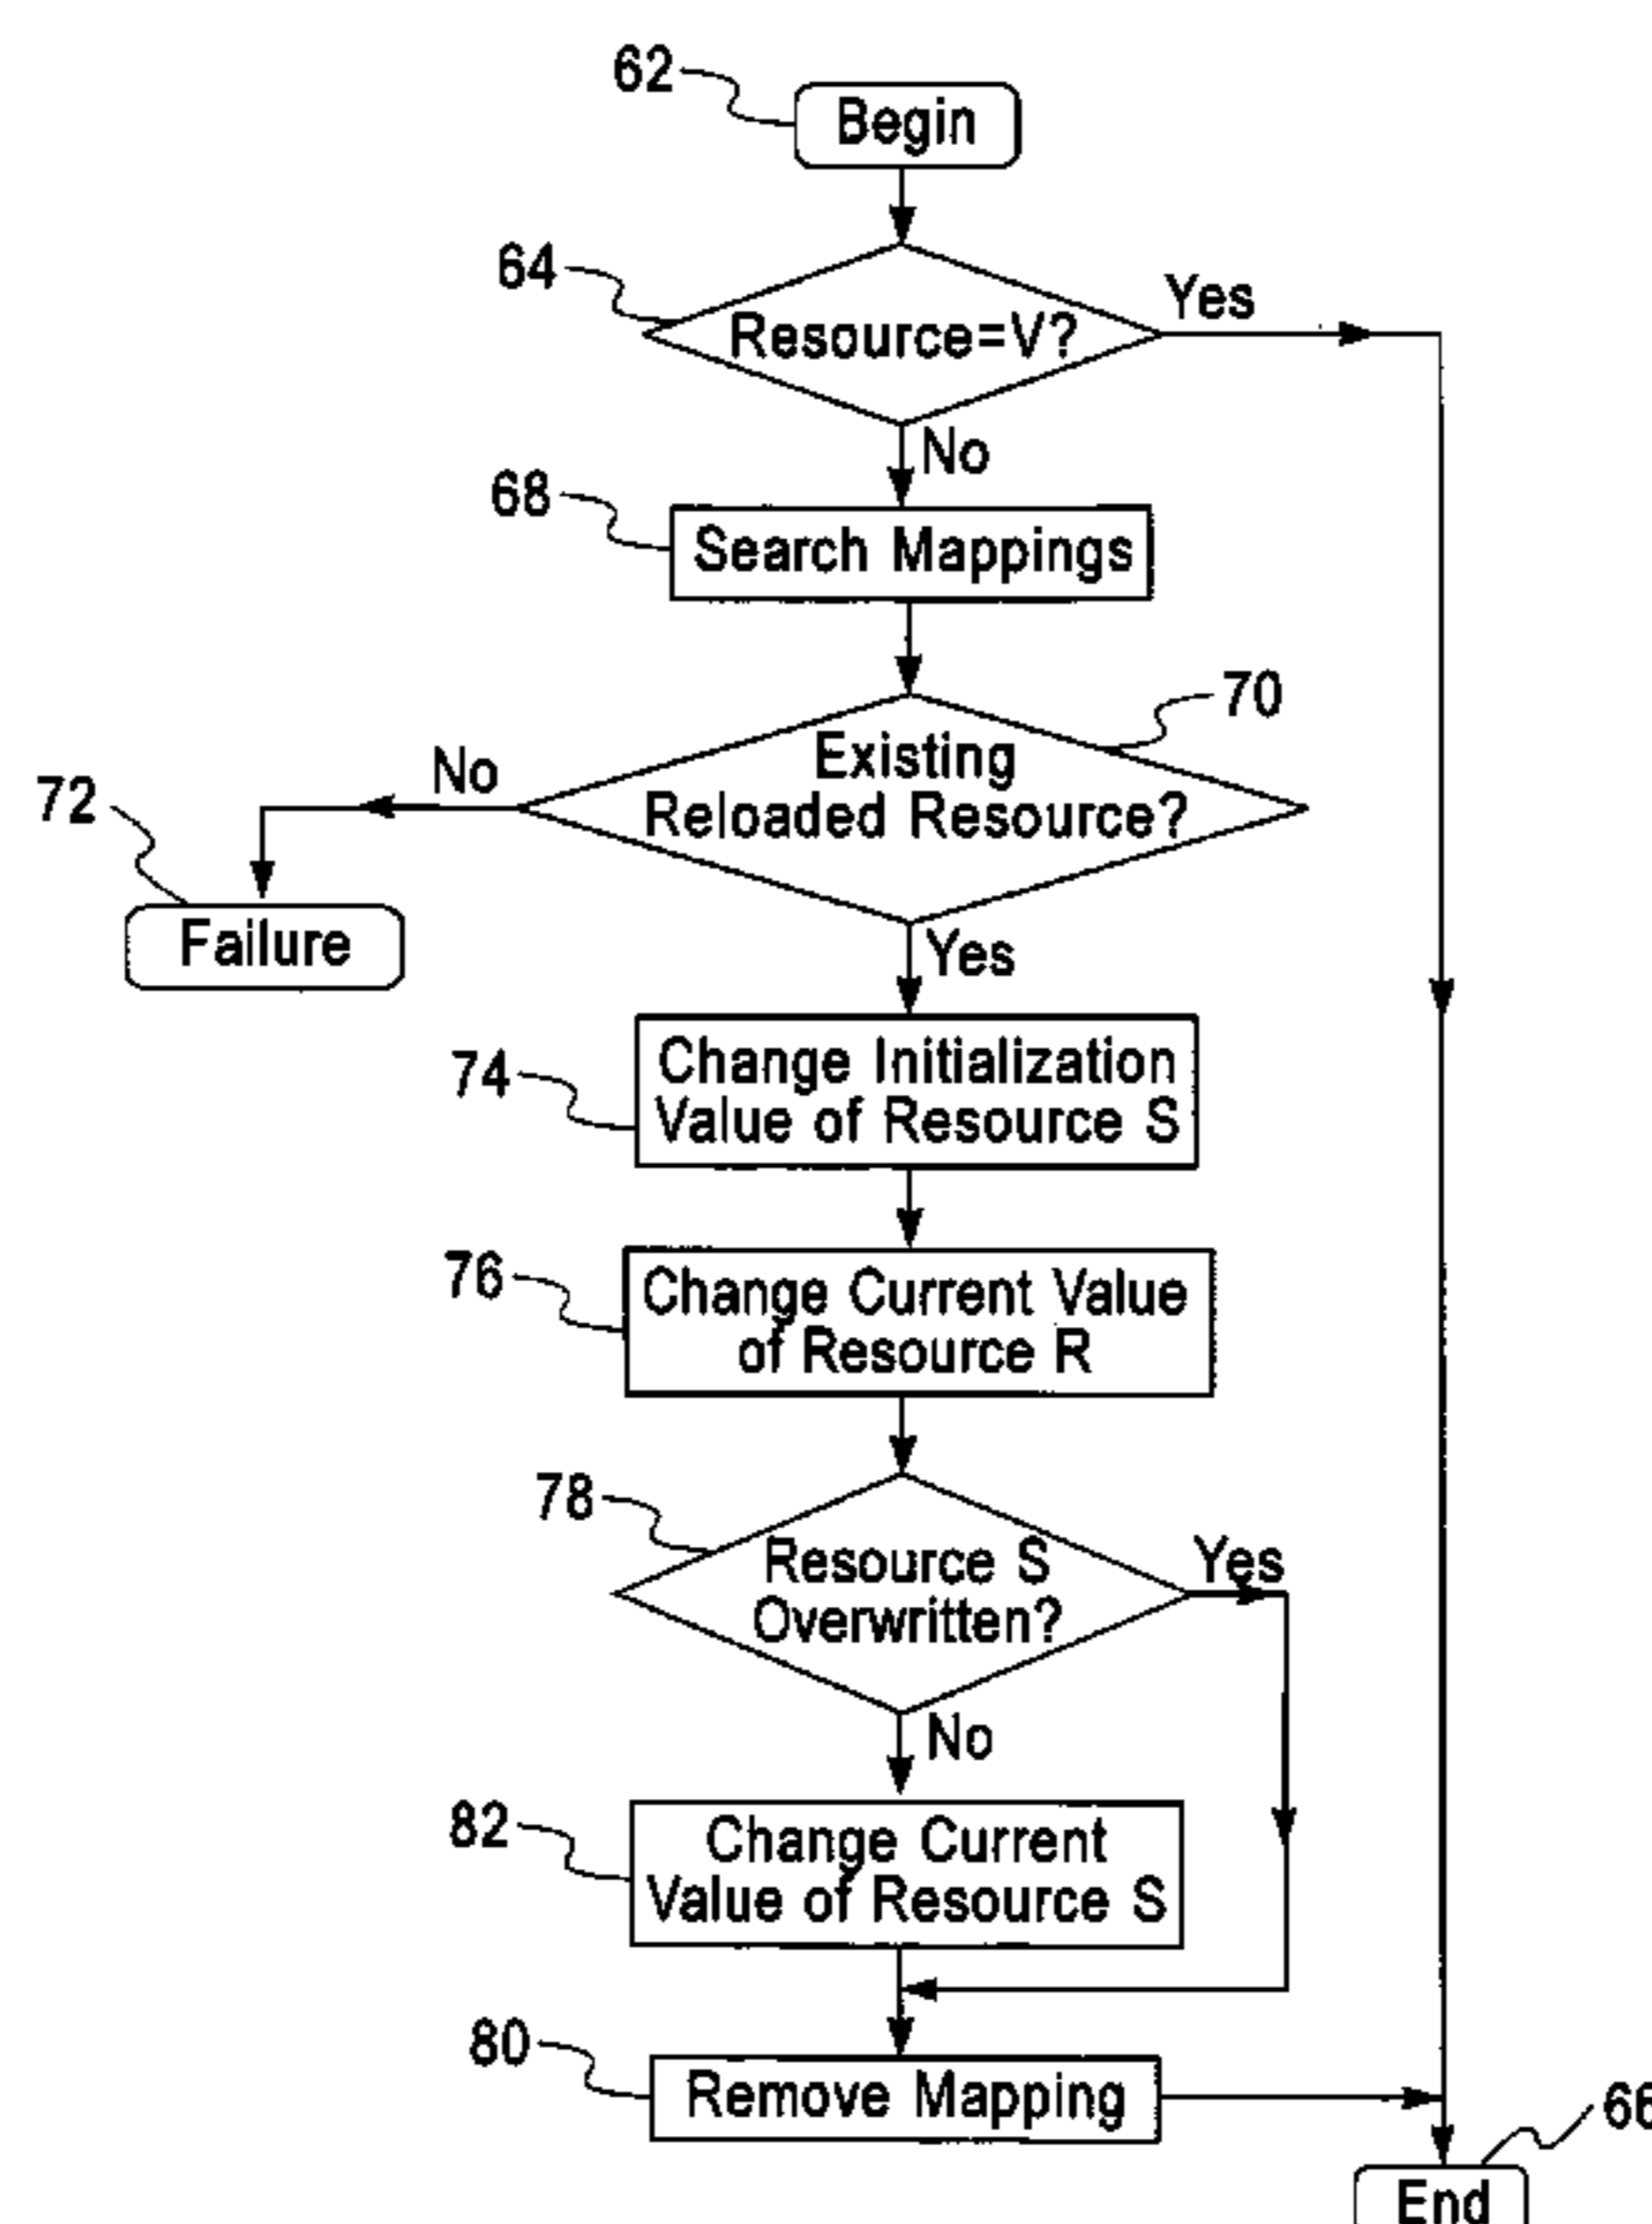 62
Begin
64
Resource=V?
Yes
No
68
Search Mappings
70
Existing
Reloaded Resource?
No
72
Failure
Yes
74
Change Initialization
Value of Resource S
76
Change Current Value
of Resource R
78
Resource S
Overwritten?
Yes
No
82
Change Current
Value of Resource S
80
Remove Mapping
66
End